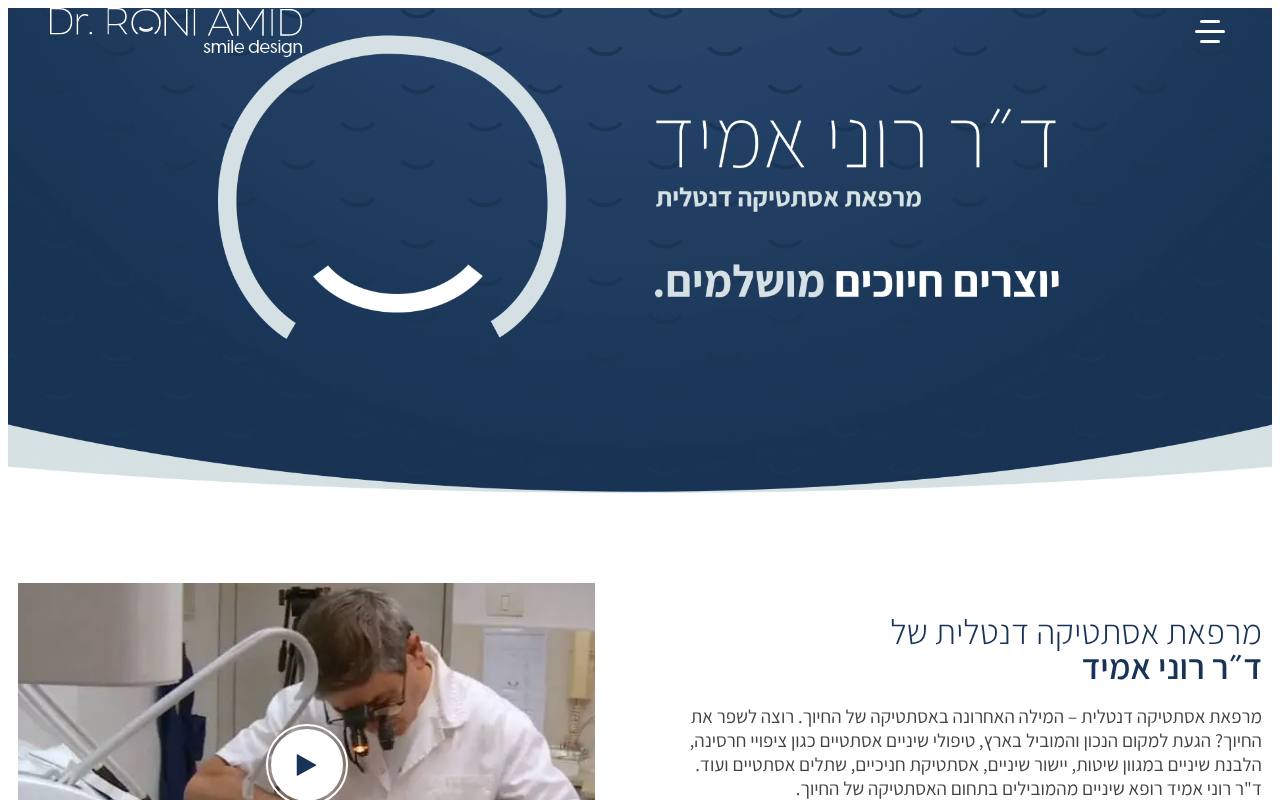 Dr. RONI AMID
smile design
ד״ר רוני אמיד
מרפאת אסתטיקה דנטלית
יוצרים חיוכים מושלמים.
מרפאת אסתטיקה דנטלית של
ד״ר רוני אמיד
מרפאת אסתטיקה דנטלית – המילה האחרונה באסתטיקה של החיוך. רוצה לשפר את
החיוך? הגעת למקום הנכון והמוביל בארץ, טיפולי שיניים אסתטיים כגון ציפויי חרסינה,
הלבנת שיניים במגוון שיטות, יישור שיניים, אסתטיקת חניכיים, שתלים אסתטיים ועוד.
ד"ר רוני אמיד רופא שיניים מהמובילים בתחום האסתטיקה של החיוך.